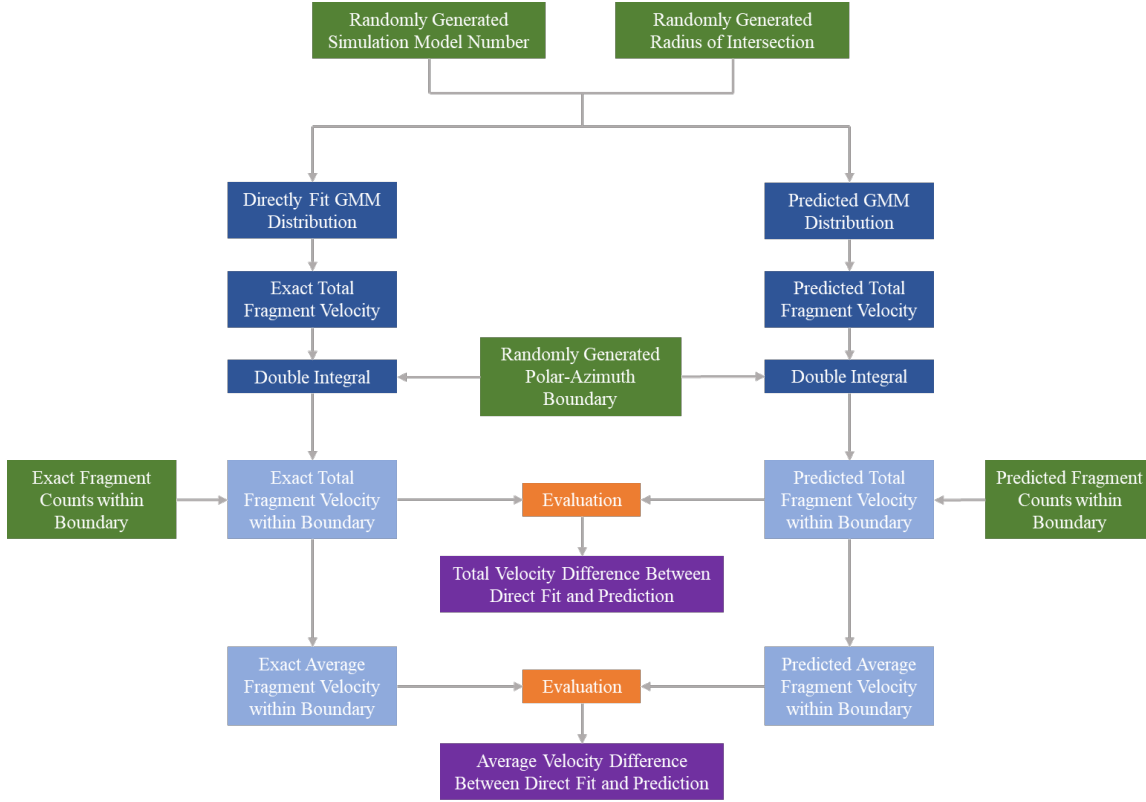 Randomly Generated
Simulation Model Number
Randomly Generated
Radius of Intersection
Directly Fit GMM
Distribution
Predicted GMM
Distribution
Exact Total
Fragment Velocity
Predicted Total
Fragment Velocity
Double Integral
Randomly Generated
Polar-Azimuth
Boundary
Double Integral
Exact Fragment
Counts within
Boundary
Exact Total
Fragment Velocity
within Boundary
Evaluation
Predicted Total
Fragment Velocity
within Boundary
Predicted Fragment
Counts within
Boundary
Total Velocity Difference Between
Direct Fit and Prediction
Exact Average
Fragment Velocity
within Boundary
Evaluation
Predicted Average
Fragment Velocity
within Boundary
Average Velocity Difference
Between Direct Fit and Prediction